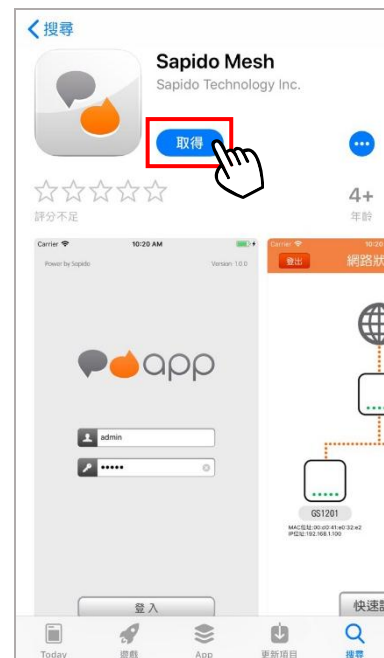 搜尋
Sapido Mesh
Sapido Technology Inc.
取得
4+
評分不足
年齡
Carrier
10:20 AM
Power by Sapido
Version: 1.0.0
app
admin
登入
Carrier
10:20
登出
網路狀
GS1201
MAC位址:00:d0:41:e0:32:e2
IP位址:192.168.1.100
快速設
Today
遊戲
App
更新項目
搜尋